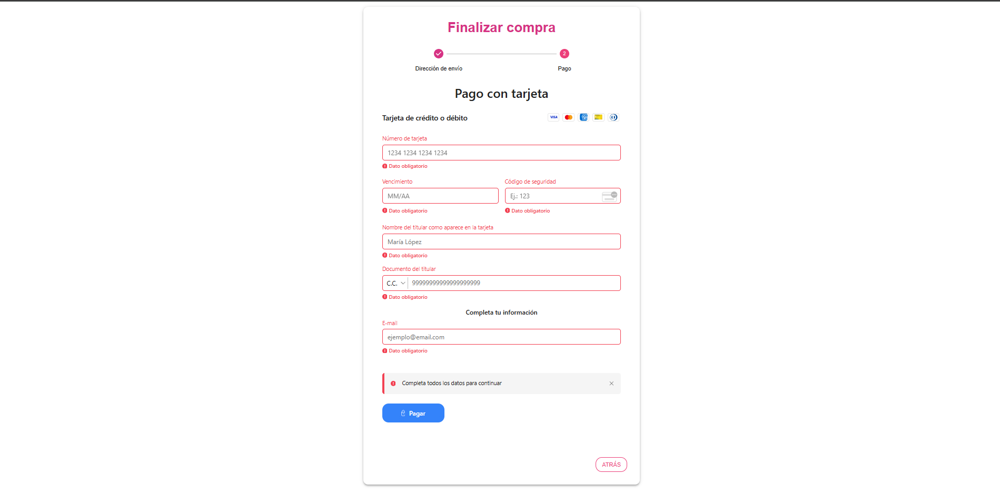 Finalizar compra
2
Dirección de envío
Pago
Pago con tarjeta
Tarjeta de crédito o débito
VISA
Número de tarjeta
1234 1234 1234 1234
Dato obligatorio
Vencimiento
Código de seguridad
MM/AA
Ej.: 123
Dato obligatorio
Dato obligatorio
Nombre del titular como aparece en la tarjeta
María López
Dato obligatorio
Documento del titular
C.C. 99999999999999999999
Dato obligatorio
Completa tu información
E-mail
ejemplo@email.com
Dato obligatorio
Completa todos los datos para continuar
Pagar
ATRÁS